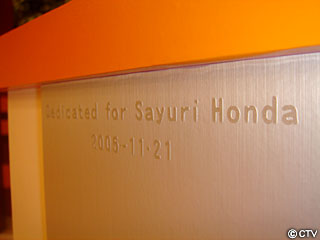 Dedicated for Sayuri Honda
2005-11-21
© CTV